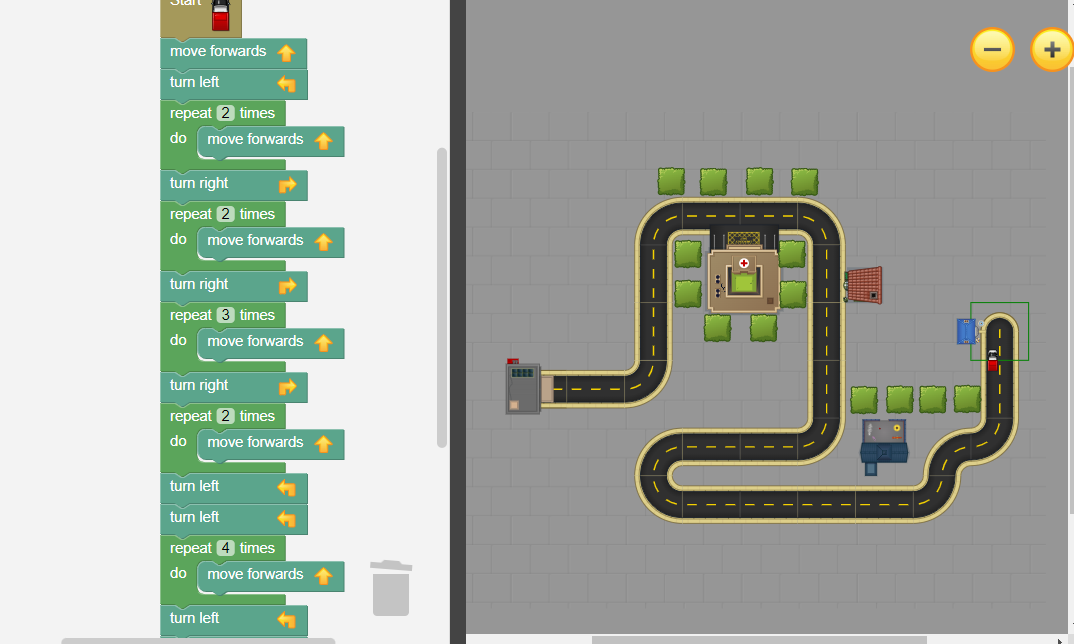 Start
move forwards
turn left
repeat 2 times
do move forwards
turn right
repeat 2 times
do move forwards
turn right
repeat 3 times
do move forwards
turn right
repeat 2 times
do move forwards
turn left
turn left
repeat 4 times
do move forwards
turn left